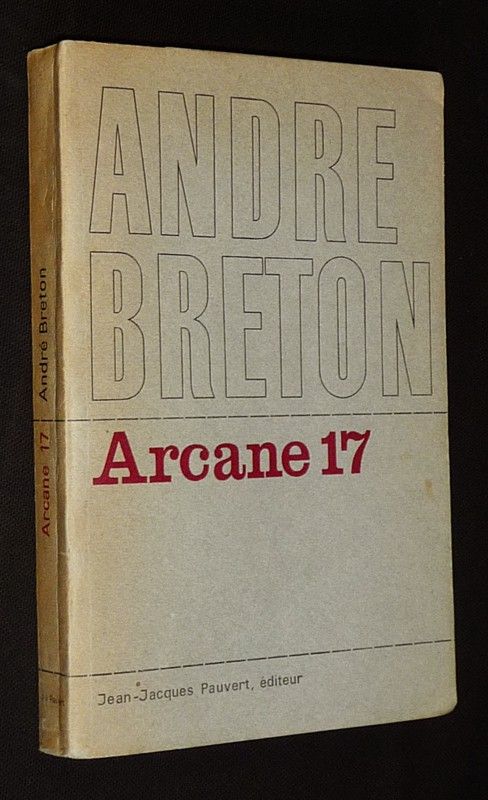 ANDRE
BRETON
Arcane 17
Jean-Jacques Pauvert, éditeur
Arcane 17 André Breton